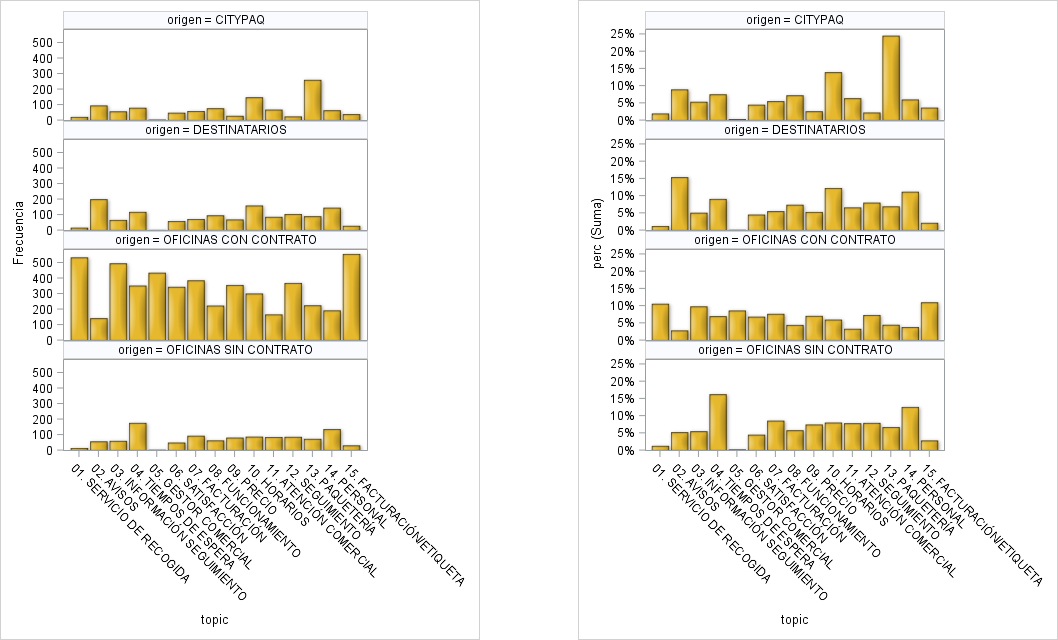 origen = CITYPAQ
500
400
300
200
100
0
origen = DESTINATARIOS
500
400
300
200
100
0
origen = OFICINAS CON CONTRATO
500
400
300
200
100
0
origen = OFICINAS SIN CONTRATO
500
400
300
200
100
0
Frecuencia
01. SERVICIO DE RECOGIDA
02. AVISOS
03. INFORMACIÓN SEGUIMIENTO
04. TIEMPOS DE ESPERA
05. GESTOR COMERCIAL
06. SATISFACCIÓN
07. FACTURACIÓN
08. FUNCIONAMIENTO
09. PRECIO
10. HORARIOS
11. ATENCIÓN COMERCIAL
12. SEGUIMIENTO
13. PAQUETERIA
14. PERSONAL
15. FACTURACIÓN/ETIQUETA
topic
origen = CITYPAQ
25%
20%
15%
10%
5%
0%
origen = DESTINATARIOS
25%
20%
15%
10%
5%
0%
origen = OFICINAS CON CONTRATO
25%
20%
15%
10%
5%
0%
origen = OFICINAS SIN CONTRATO
25%
20%
15%
10%
5%
0%
perc (Suma)
01. SERVICIO DE RECOGIDA
02. AVISOS
03. INFORMACIÓN SEGUIMIENTO
04. TIEMPOS DE ESPERA
05. GESTOR COMERCIAL
06. SATISFACCIÓN
07. FACTURACIÓN
08. FUNCIONAMIENTO
09. PRECIO
10. HORARIOS
11. ATENCIÓN COMERCIAL
12. SEGUIMIENTO
13. PAQUETERIA
14. PERSONAL
15. FACTURACIÓN/ETIQUETA
topic